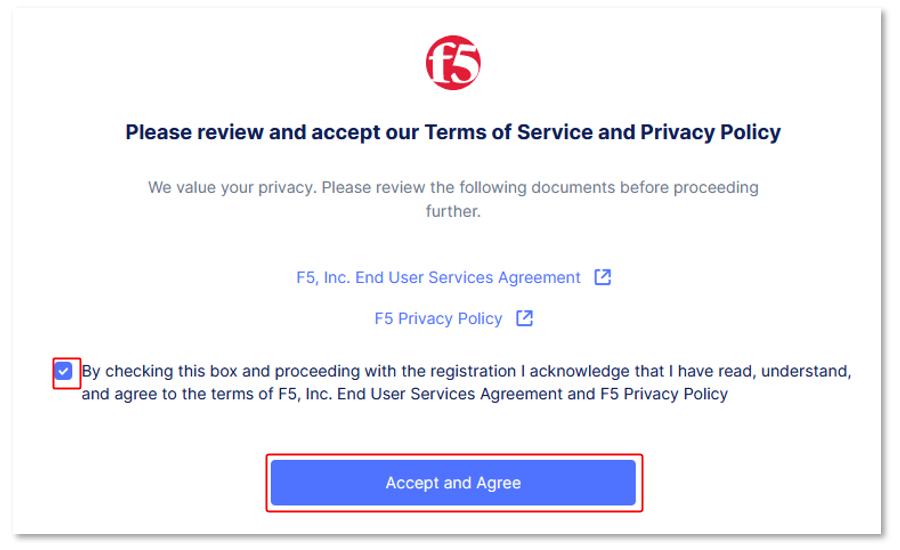 f5
Please review and accept our Terms of Service and Privacy Policy
We value your privacy. Please review the following documents before proceeding
further.
F5, Inc. End User Services Agreement
F5 Privacy Policy
By checking this box and proceeding with the registration I acknowledge that I have read, understand,
and agree to the terms of F5, Inc. End User Services Agreement and F5 Privacy Policy
Accept and Agree